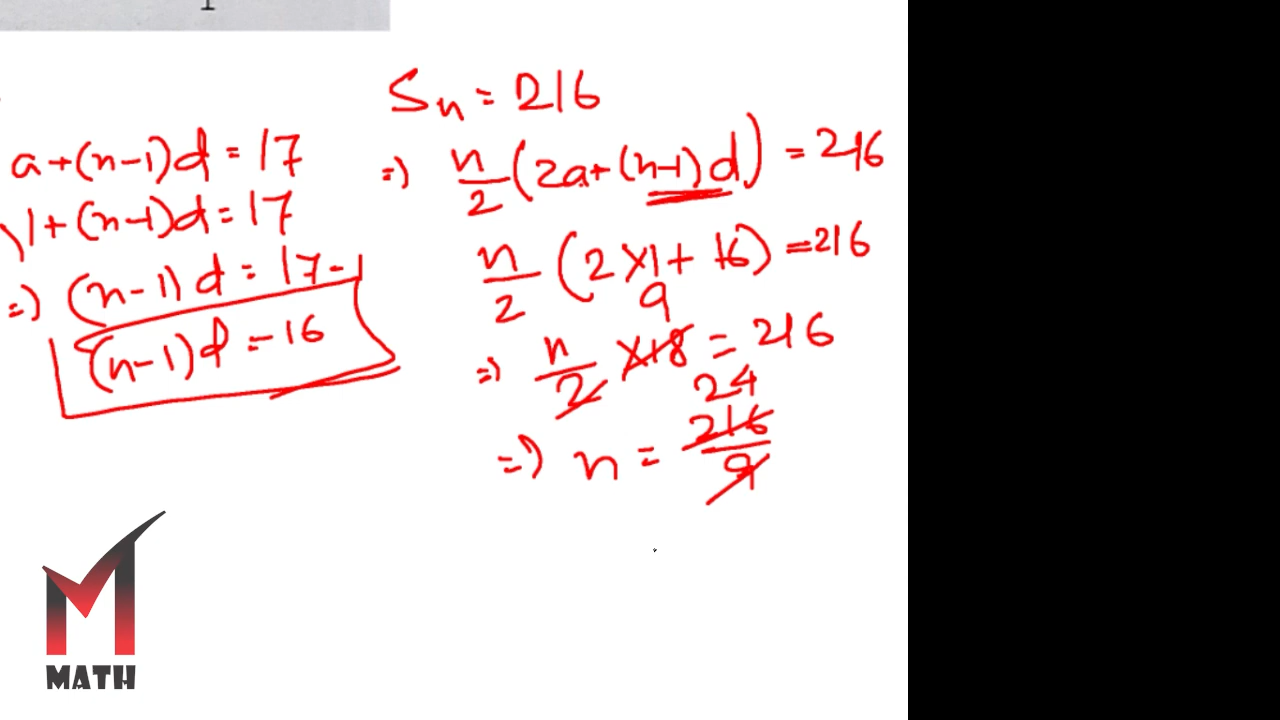 a+(n-1)d = 17
1+(n-1)d = 17
=) (n-1)d = 17-1
(n-1)d = 16
Sn = 216
=) n/2 (2a+(n-1)d) = 216
n/2 (2×1+16) = 216
9
=) n/2 ×18 = 216
24
=) n = 216/9
MATH